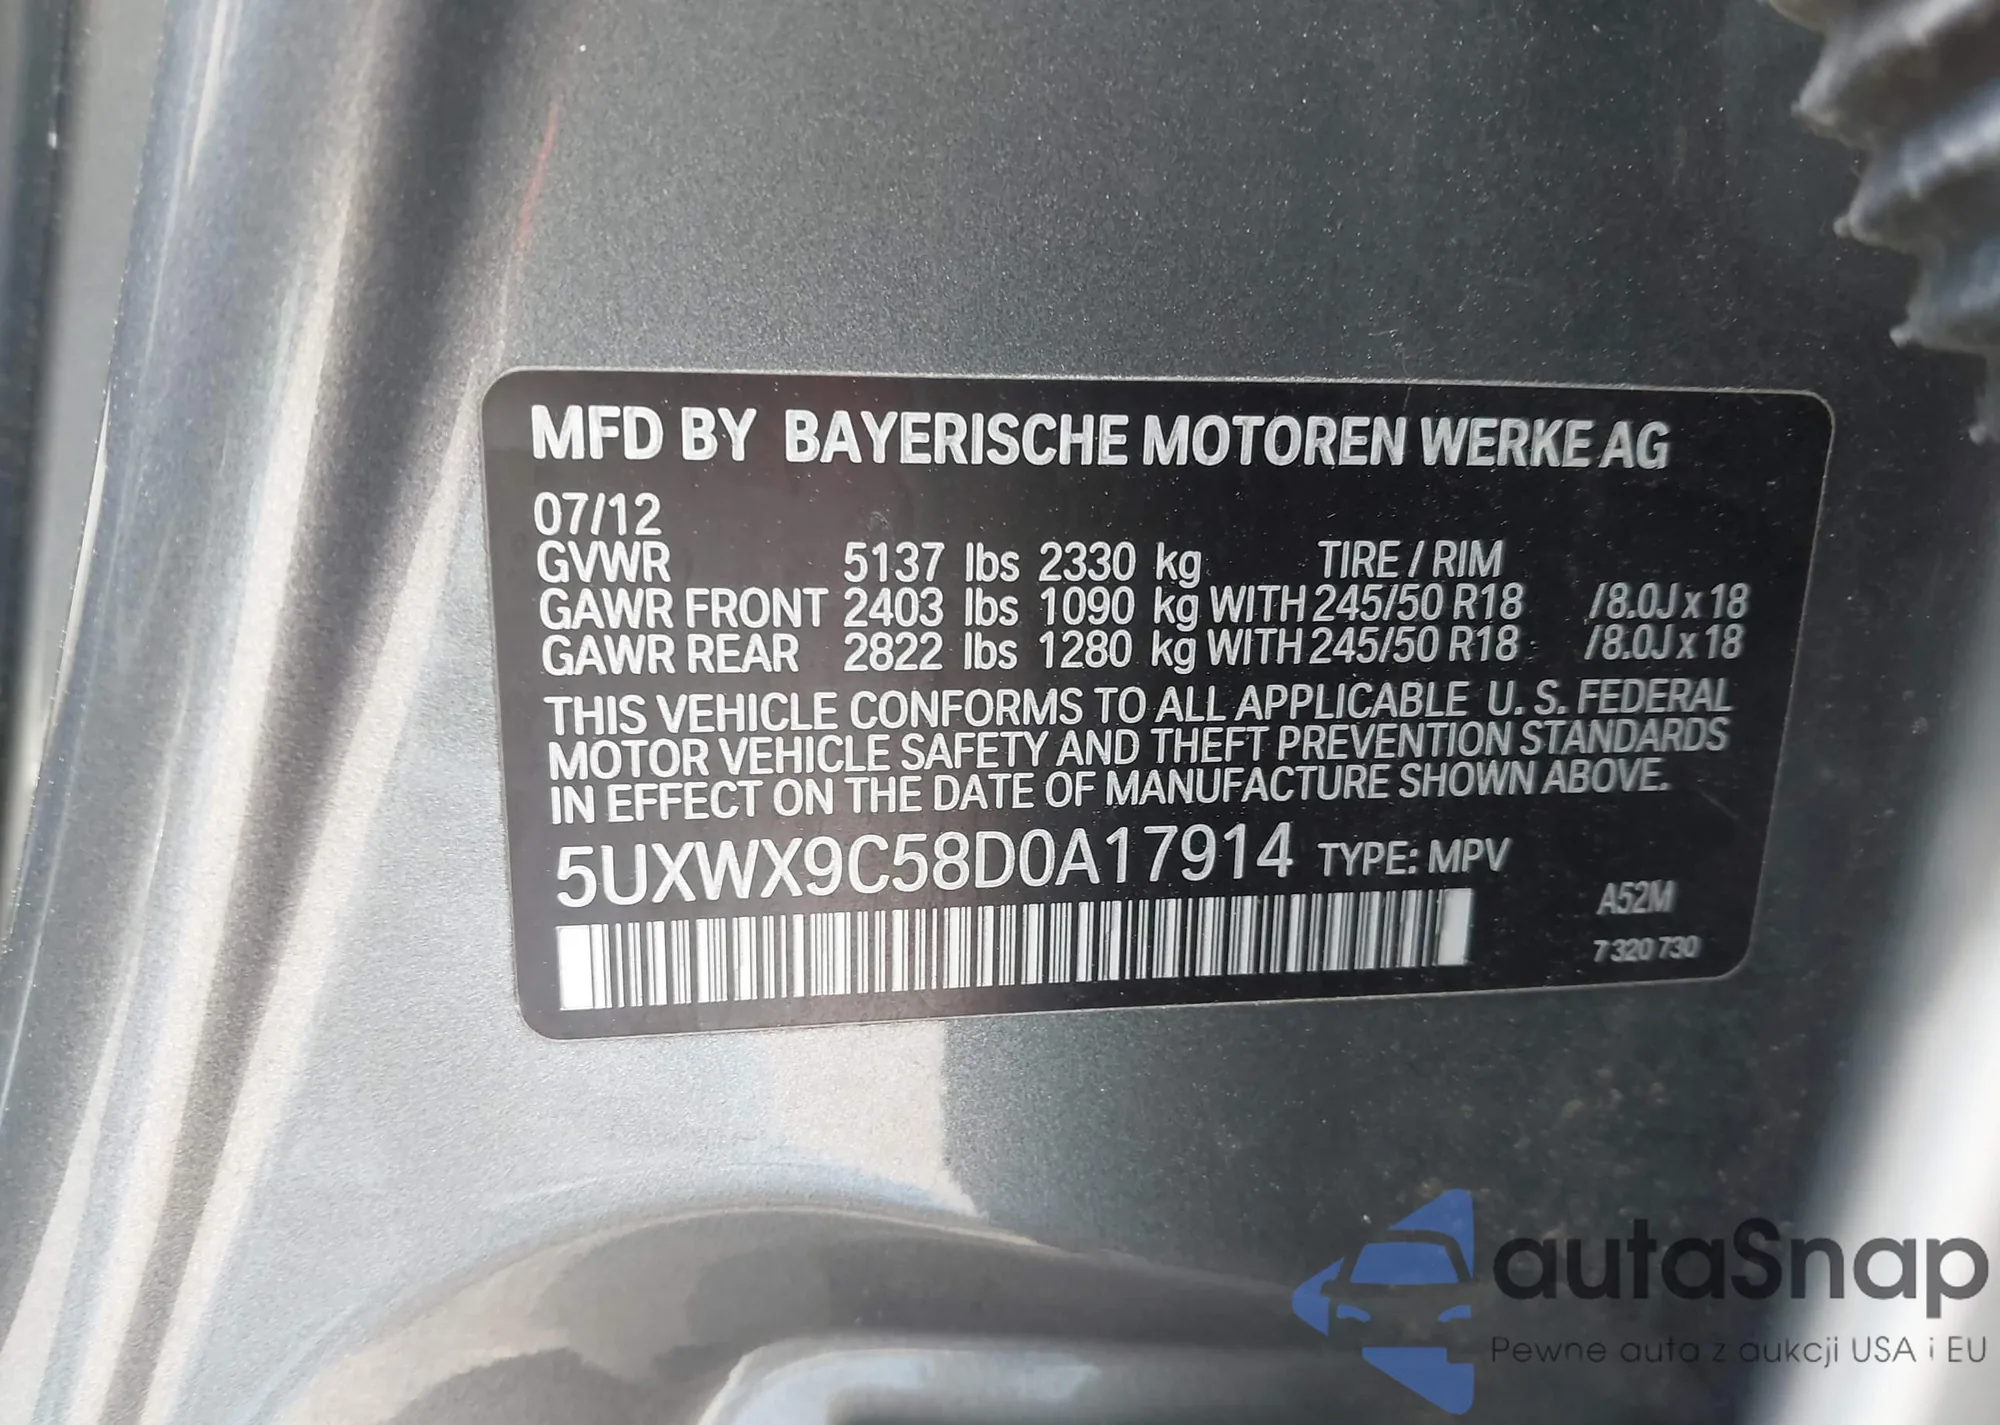 MFD BY BAYERISCHE MOTOREN WERKE AG
07/12
GVWR 5137 lbs 2330 kg TIRE / RIM
GAWR FRONT 2403 lbs 1090 kg WITH 245/50 R18 /8.0J x 18
GAWR REAR 2822 lbs 1280 kg WITH 245/50 R18 /8.0J x 18
THIS VEHICLE CONFORMS TO ALL APPLICABLE U. S. FEDERAL
MOTOR VEHICLE SAFETY AND THEFT PREVENTION STANDARDS
IN EFFECT ON THE DATE OF MANUFACTURE SHOWN ABOVE.
5UXWX9C58D0A17914 TYPE: MPV
A52M
7 320 730
autaSnap
Pewne auta z aukcji USA i EU